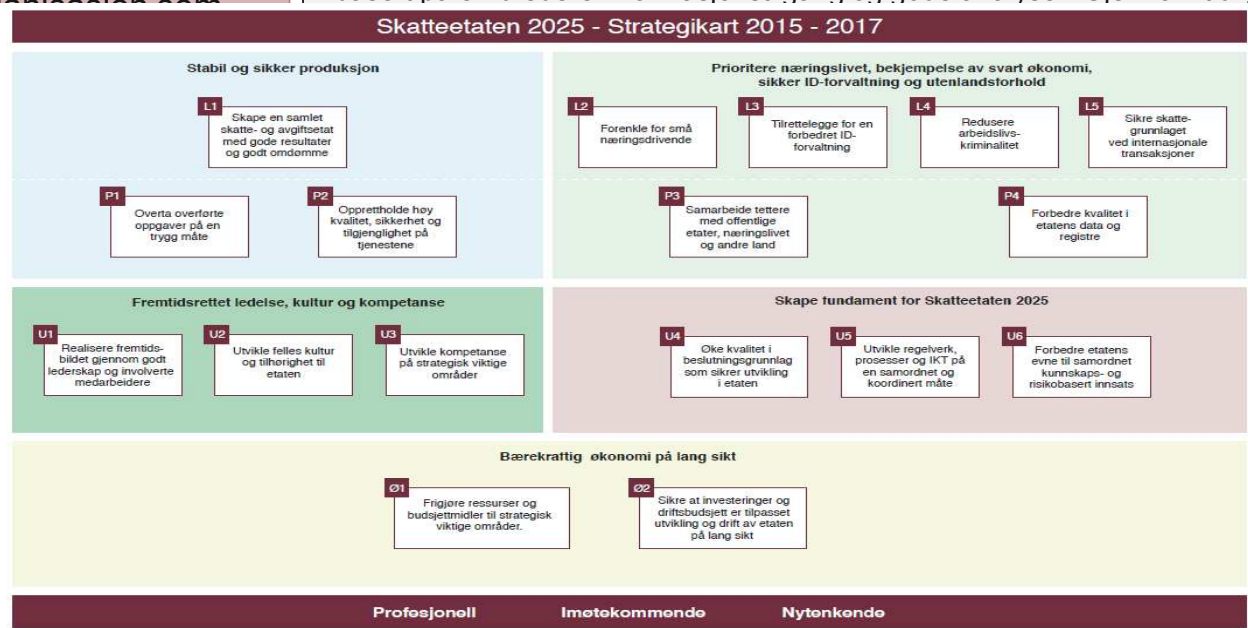 Skatteetaten 2025 - Strategikart 2015 - 2017
Stabil og sikker produksjon
L1
Skape en samlet
skatte- og avgiftsetat
med gode resultater
og godt omdømme
P1
Overta overførte
oppgaver på en
trygg måte
P2
Opprettholde høy
kvalitet, sikkerhet og
tilgjenglighet på
tjenestene
Prioritere næringslivet, bekjempelse av svart økonomi,
sikker ID-forvaltning og utenlandsforhold
L2
Forenkle for små
næringsdrivende
L3
Tilrettelegge for en
forbedret ID-
forvaltning
L4
Redusere
arbeidslivs-
kriminalitet
L5
Sikre skatte-
grunnlaget
ved internasjonale
transaksjoner
P3
Samarbeide tettere
med offentlige
etater, næringslivet
og andre land
P4
Forbedre kvalitet i
etatens data og
registre
Fremtidsrettet ledelse, kultur og kompetanse
U1
Realisere fremtids-
bildet gjennom godt
lederskap og involverte
medarbeidere
U2
Utvikle felles kultur
og tilhørighet til
etaten
U3
Utvikle kompetanse
på strategisk viktige
områder
Skape fundament for Skatteetaten 2025
U4
Øke kvalitet i
beslutningsgrunnlag
som sikrer utvikling
i etaten
U5
Utvikle regelverk,
prosesser og IKT på
en samordnet og
koordinert måte
U6
Forbedre etatens
evne til samordnet
kunnskaps- og
risikobasert innsats
Bærekraftig økonomi på lang sikt
Ø1
Frigjøre ressurser og
budsjettmidler til strategisk
viktige områder.
Ø2
Sikre at investeringer og
driftsbudsjett er tilpasset
utvikling og drift av etaten
på lang sikt
Profesjonell Imøtekommende Nytenkende